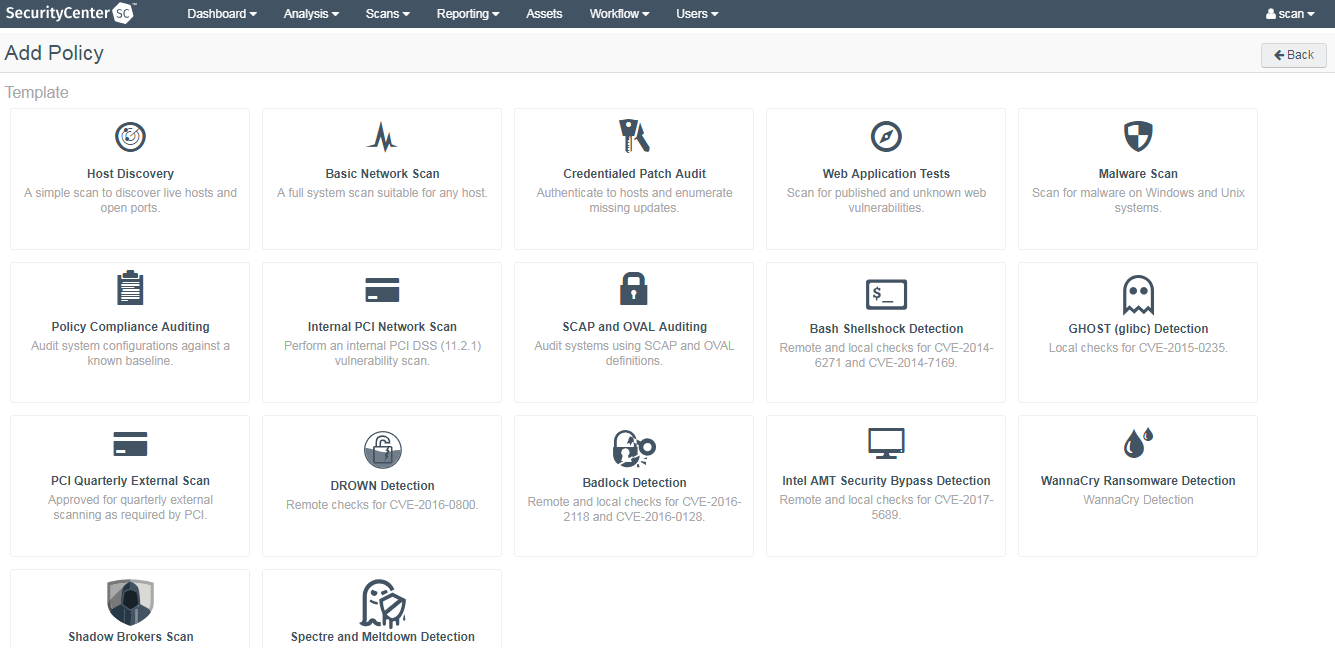 SecurityCenter SC Dashboard Analysis Scans Reporting Assets Workflow Users scan
Add Policy
Back
Template
Host Discovery
A simple scan to discover live hosts and
open ports.
Basic Network Scan
A full system scan suitable for any host.
Credentialed Patch Audit
Authenticate to hosts and enumerate
missing updates.
Web Application Tests
Scan for published and unknown web
vulnerabilities.
Malware Scan
Scan for malware on Windows and Unix
systems.
Policy Compliance Auditing
Audit system configurations against a
known baseline.
Internal PCI Network Scan
Perform an internal PCI DSS (11.2.1)
vulnerability scan.
SCAP and OVAL Auditing
Audit systems using SCAP and OVAL
definitions.
$_
Bash Shellshock Detection
Remote and local checks for CVE-2014-
6271 and CVE-2014-7169.
GHOST (glibc) Detection
Local checks for CVE-2015-0235.
PCI Quarterly External Scan
Approved for quarterly external
scanning as required by PCI.
DROWN Detection
Remote checks for CVE-2016-0800.
Badlock Detection
Remote and local checks for CVE-2016-
2118 and CVE-2016-0128.
Intel AMT Security Bypass Detection
Remote and local checks for CVE-2017-
5689.
WannaCry Ransomware Detection
WannaCry Detection
Shadow Brokers Scan
Spectre and Meltdown Detection